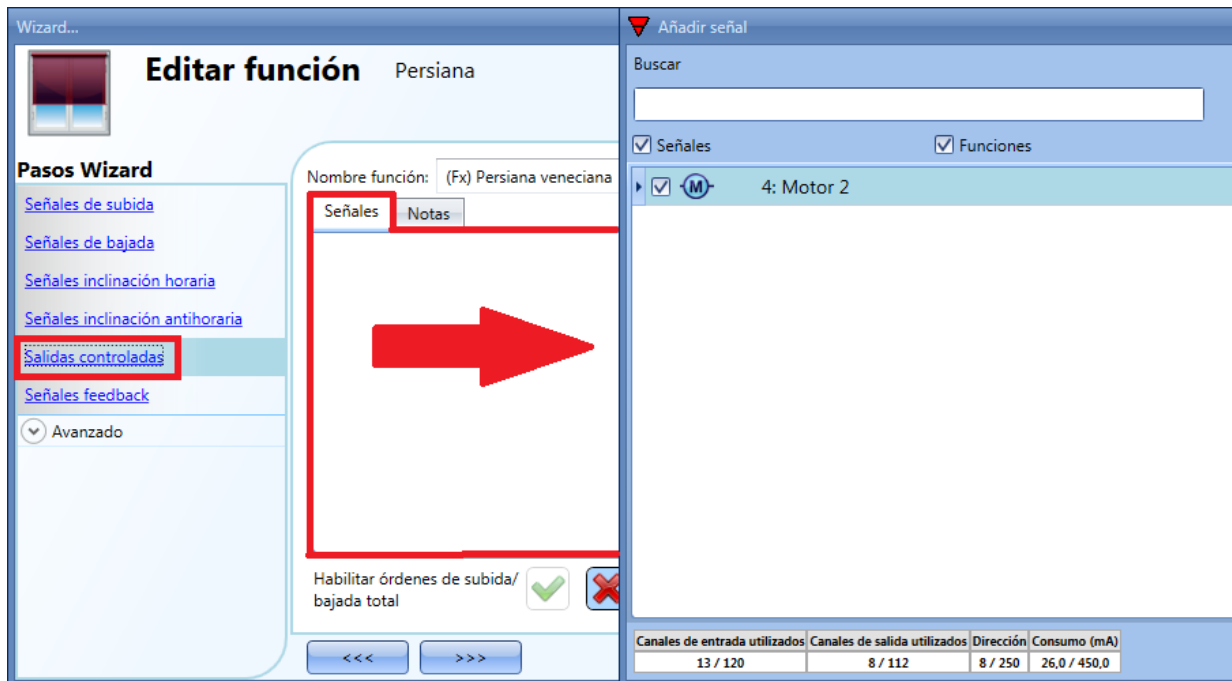 Wizard...
Editar función Persiana
Pasos Wizard
Señales de subida
Señales de bajada
Señales inclinación horaria
Señales inclinación antihoraria
Salidas controladas
Señales feedback
Avanzado
Nombre función: (Fx) Persiana veneciana
Señales Notas
Habilitar órdenes de subida/
bajada total
<<< >>>
Añadir señal
Buscar
Señales Funciones
M 4: Motor 2
Canales de entrada utilizados Canales de salida utilizados Dirección Consumo (mA)
13 / 120 8 / 112 8 / 250 26,0 / 450,0